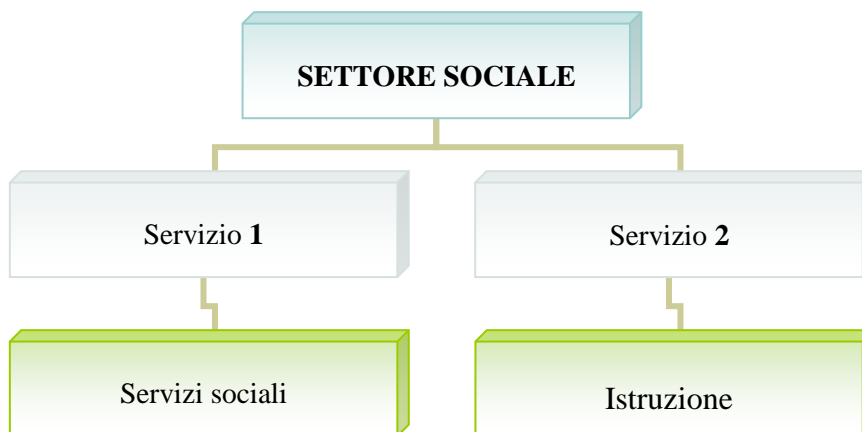 SETTORE SOCIALE
Servizio 1
Servizio 2
Servizi sociali
Istruzione